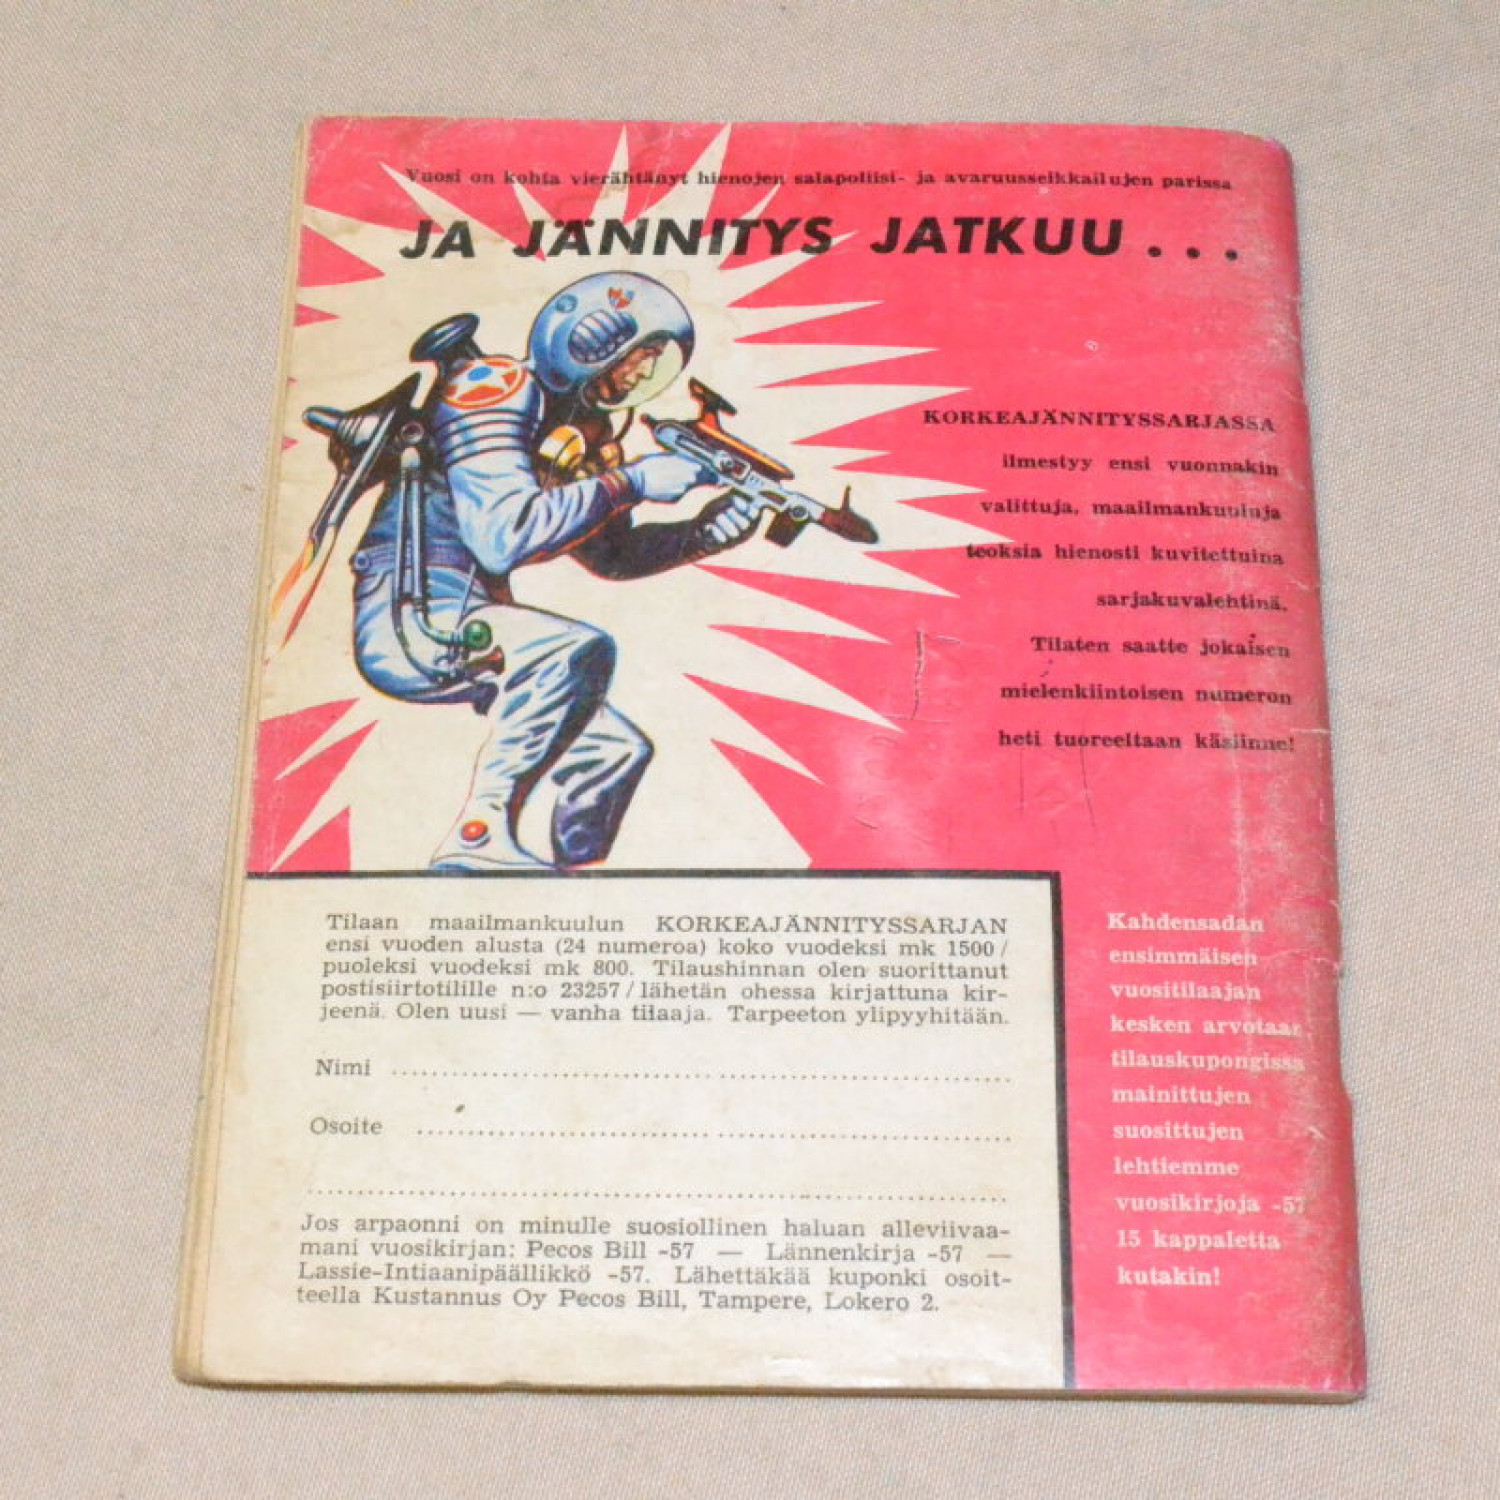 Vuosi on kohta vierähtänyt hienojen salapoliisi- ja avaruusseikkailujen parissa
JA JÄNNITYS JATKUU...
KORKEAJÄNNITYSSARJASSA
ilmestyy ensi vuonnakin
valittuja, maailmankuuluja
teoksia hienosti kuvitettuina
sarjakuvalehtinä.
Tilaten saatte jokaisen
mielenkiintoisen numeron
heti tuoreeltaan käsiinne!
Tilaan maailmankuulun KORKEAJÄNNITYSSARJAN
ensi vuoden alusta (24 numeroa) koko vuodeksi mk 1500/
puoleksi vuodeksi mk 800. Tilaushinnan olen suorittanut
postisiirtotilille n:o 23257/lähetän ohessa kirjattuna kir-
jeenä. Olen uusi — vanha tilaaja. Tarpeeton ylipyyhitään.
Nimi
Osoite
Jos arpaonni on minulle suosiollinen haluan alleviivaa-
mani vuosikirjan: Pecos Bill -57 — Lännenkirja -57 —
Lassie-Intiaanipäällikkö -57. Lähettäkää kuponki osoit-
teella Kustannus Oy Pecos Bill, Tampere, Lokero 2.
Kahdensadan
ensimmäisen
vuositilaajan
kesken arvotaan
tilauskupongissa
mainittujen
suosittujen
lehtiemme
vuosikirjoja -57
15 kappaletta
kutakin!